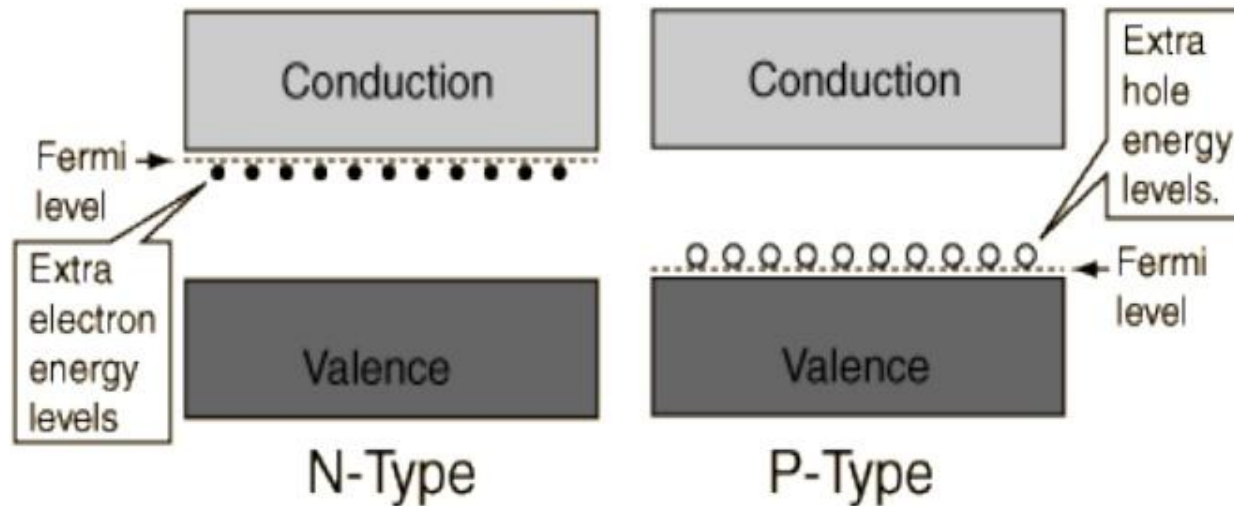 Conduction
Fermi
level
Extra
electron
energy
levels
Valence
N-Type
Conduction
Extra
hole
energy
levels.
Fermi
level
Valence
P-Type